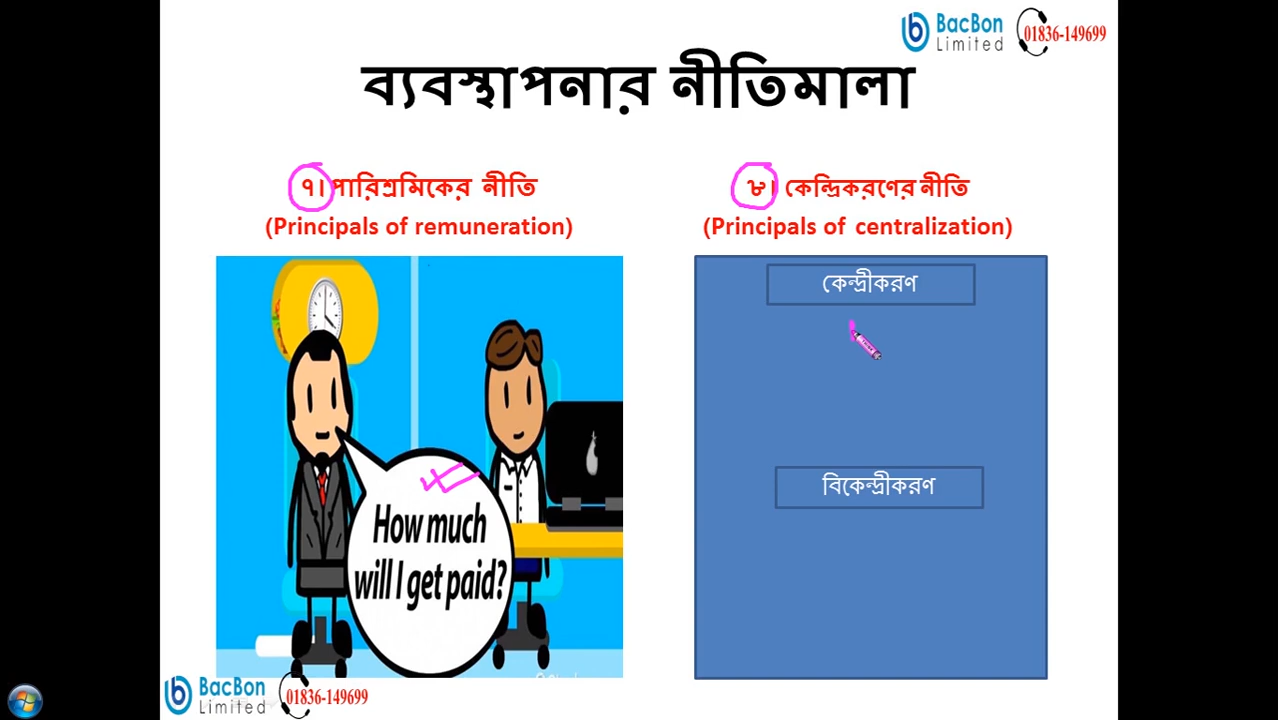 BacBon
Limited
01836-149699
ব্যবস্থাপনার নীতিমালা
৭। পারিশ্রমিকের নীতি
(Principals of remuneration)
৮। কেন্দ্রিকরণের নীতি
(Principals of centralization)
How much
will I get paid?
কেন্দ্রীকরণ
বিকেন্দ্রীকরণ
BacBon
Limited
01836-149699